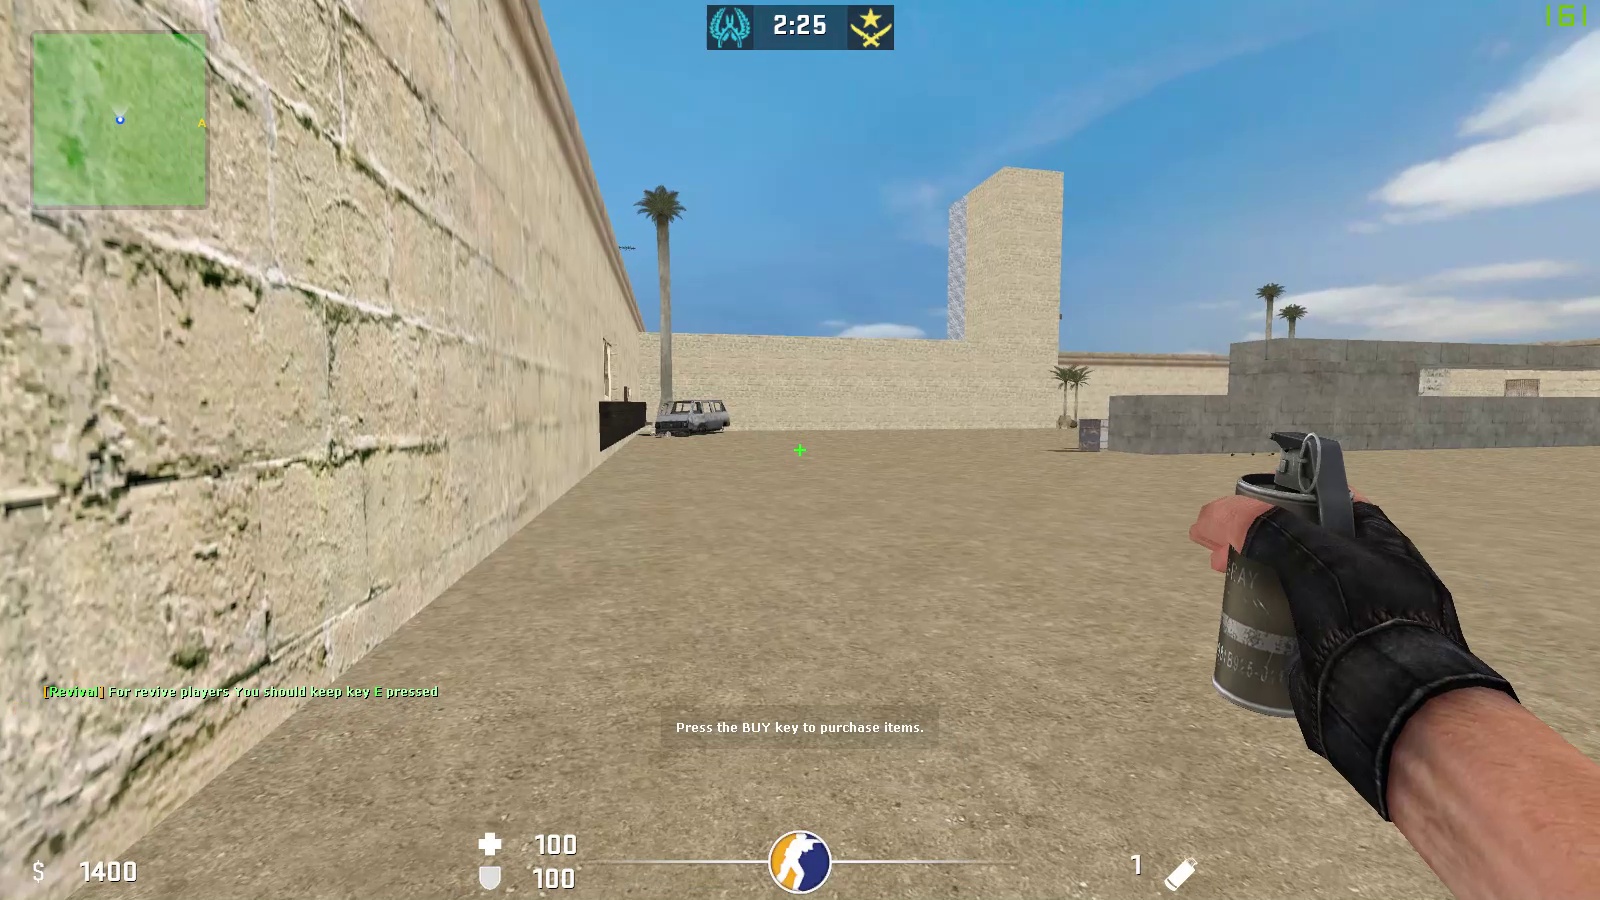 2:25
161
A
[Revival] For revive players You should keep key E pressed
Press the BUY key to purchase items.
$ 1400
100
100
1